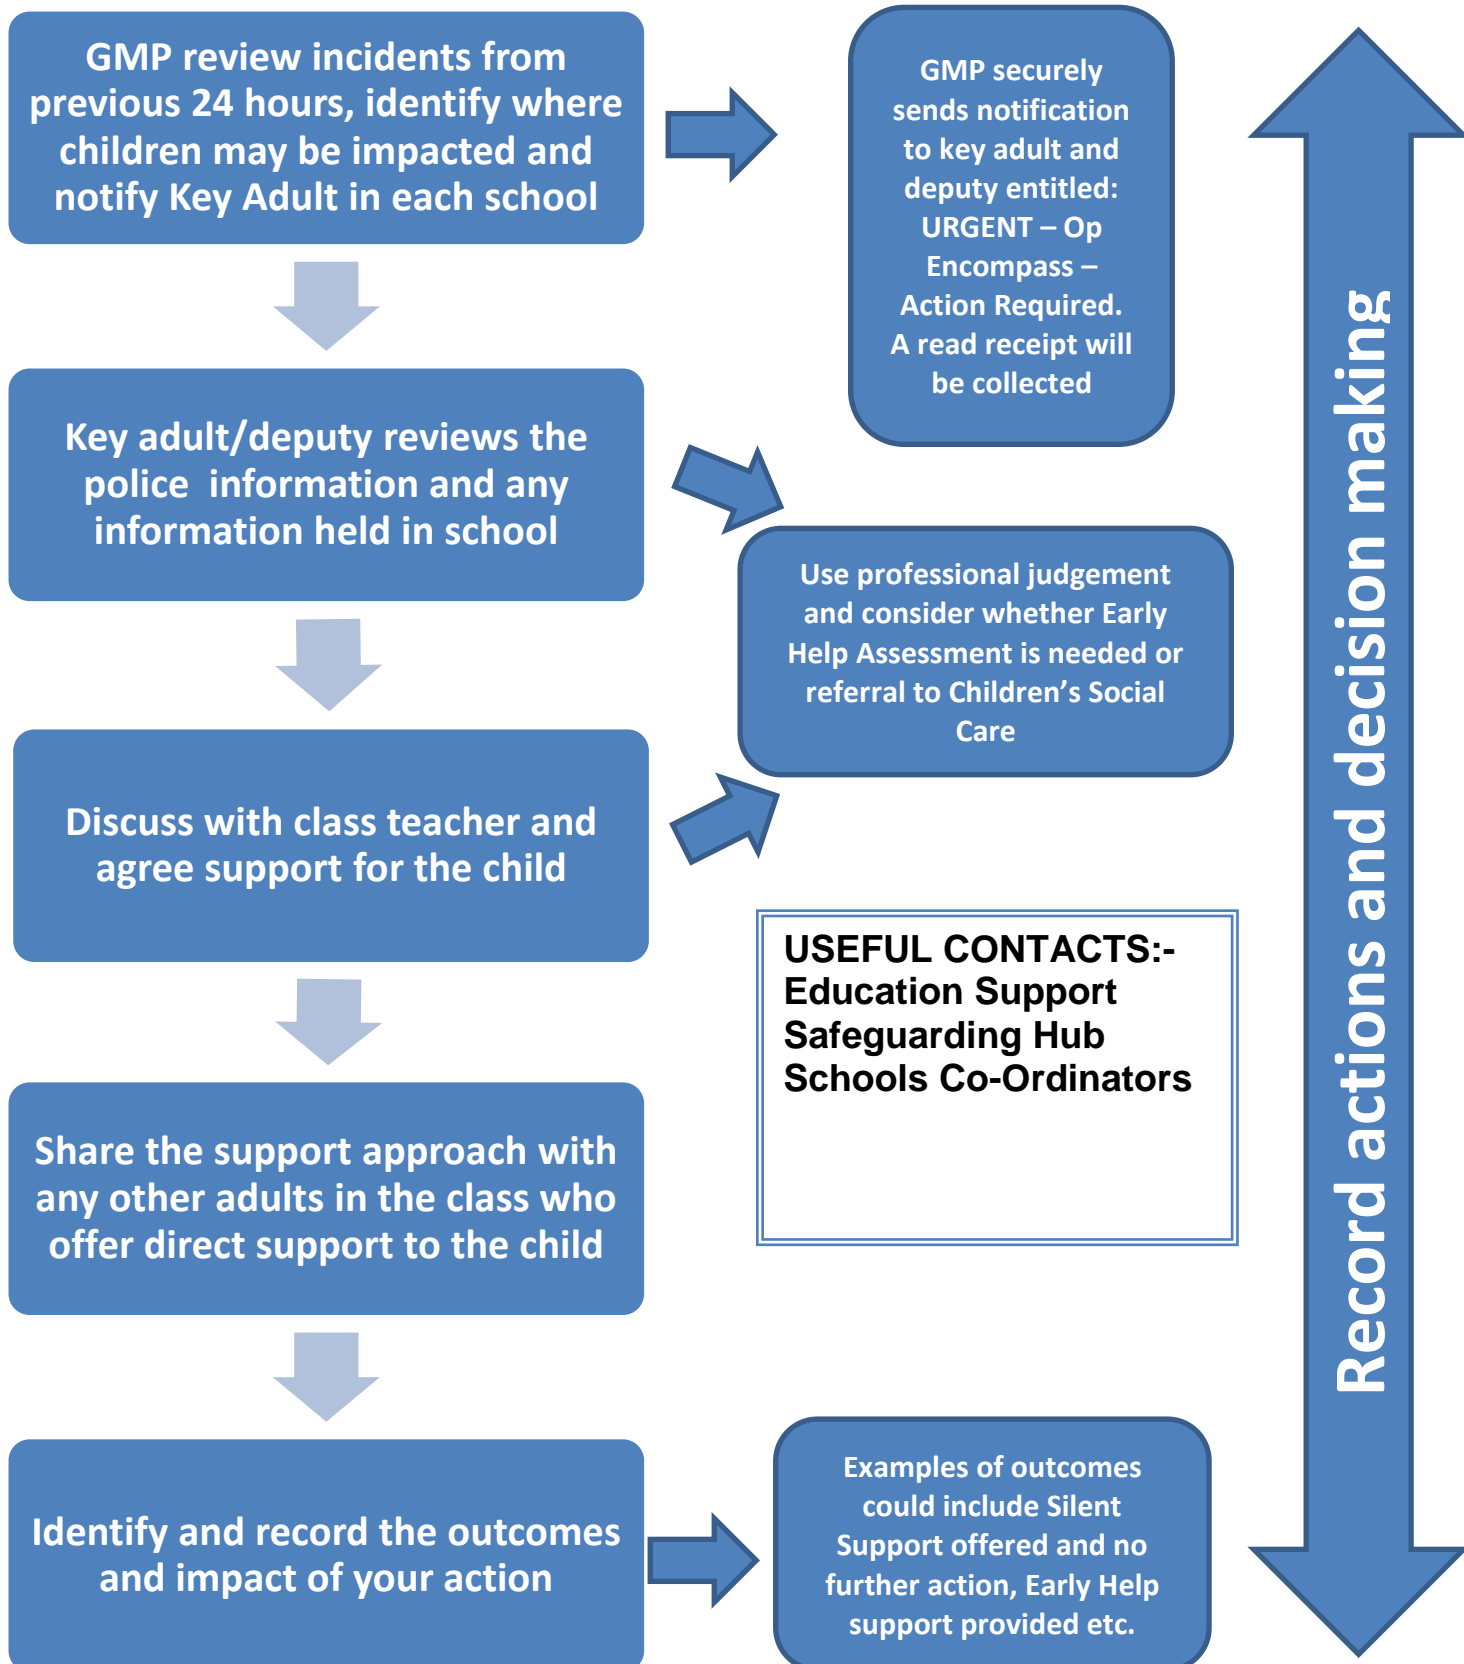 GMP review incidents from
previous 24 hours, identify where
children may be impacted and
notify Key Adult in each school
GMP securely
sends notification
to key adult and
deputy entitled:
URGENT – Op
Encompass –
Action Required.
A read receipt will
be collected
Key adult/deputy reviews the
police  information and any
information held in school
Use professional judgement
and consider whether Early
Help Assessment is needed or
referral to Children’s Social
Care
Discuss with class teacher and
agree support for the child
USEFUL CONTACTS:-
Education Support
Safeguarding Hub
Schools Co-Ordinators
Share the support approach with
any other adults in the class who
offer direct support to the child
Identify and record the outcomes
and impact of your action
Examples of outcomes
could include Silent
Support offered and no
further action, Early Help
support provided etc.
Record actions and decision making